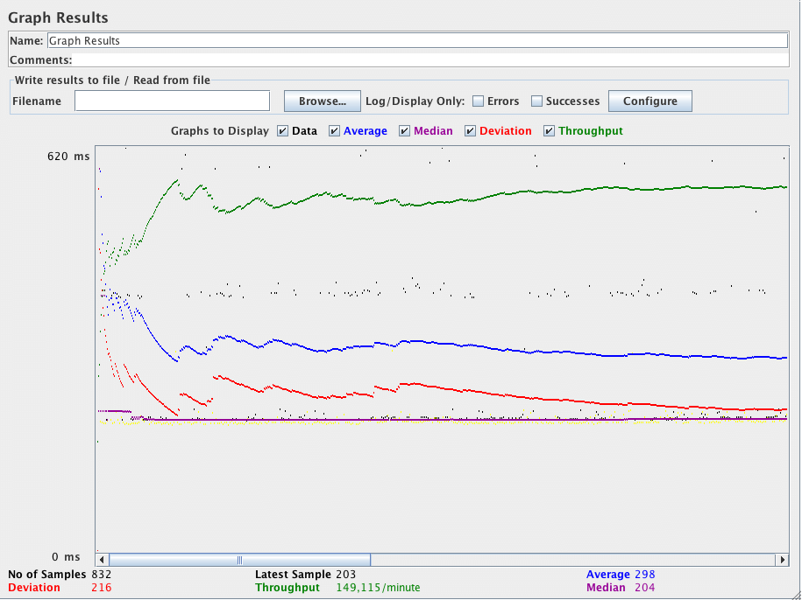 Graph Results
Name: Graph Results
Comments:
Write results to file / Read from file
Filename Browse... Log/Display Only: Errors Successes Configure
Graphs to Display Data Average Median Deviation Throughput
620 ms
0 ms
No of Samples 832 Latest Sample 203 Average 298
Deviation 216 Throughput 149,115/minute Median 204